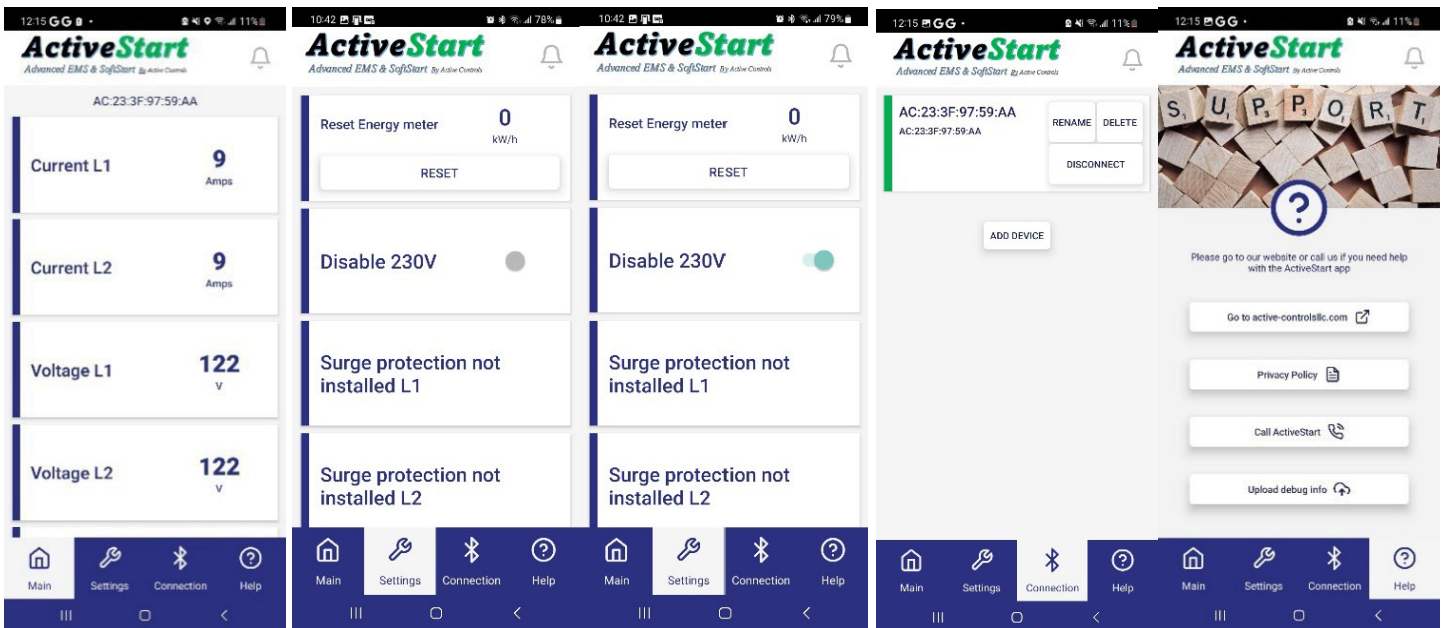 12:15 G G
11%
ActiveStart
Advanced EMS & SoftStart By Active Controls
AC:23:3F:97:59:AA
Current L1
9
Amps
Current L2
9
Amps
Voltage L1
122
V
Voltage L2
122
V
Main
Settings
Connection
Help
10:42
78%
ActiveStart
Advanced EMS & SoftStart By Active Controls
Reset Energy meter
0
kW/h
RESET
Disable 230V
Surge protection not
installed L1
Surge protection not
installed L2
Main
Settings
Connection
Help
10:42
79%
ActiveStart
Advanced EMS & SoftStart By Active Controls
Reset Energy meter
0
kW/h
RESET
Disable 230V
Surge protection not
installed L1
Surge protection not
installed L2
Main
Settings
Connection
Help
12:15 G G
11%
ActiveStart
Advanced EMS & SoftStart By Active Controls
AC:23:3F:97:59:AA
AC:23:3F:97:59:AA
RENAME
DELETE
DISCONNECT
ADD DEVICE
Main
Settings
Connection
Help
12:15 G G
11%
ActiveStart
Advanced EMS & SoftStart By Active Controls
SUPPORT
?
Please go to our website or call us if you need help
with the ActiveStart app
Go to active-controlsllc.com
Privacy Policy
Call ActiveStart
Upload debug info
Main
Settings
Connection
Help